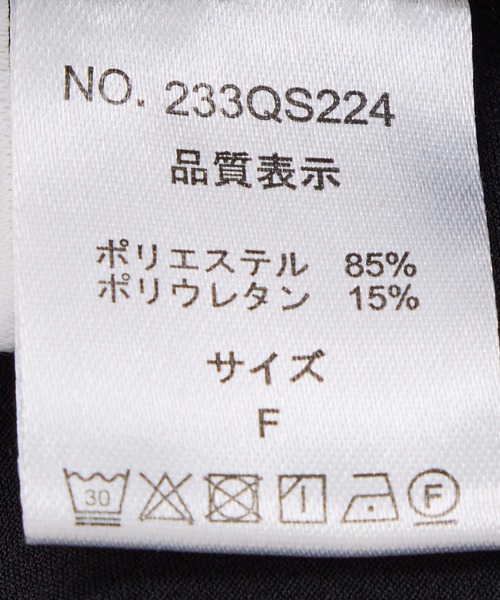 NO. 233QS224
品質表示
ポリエステル 85%
ポリウレタン 15%
サイズ
F
30 F